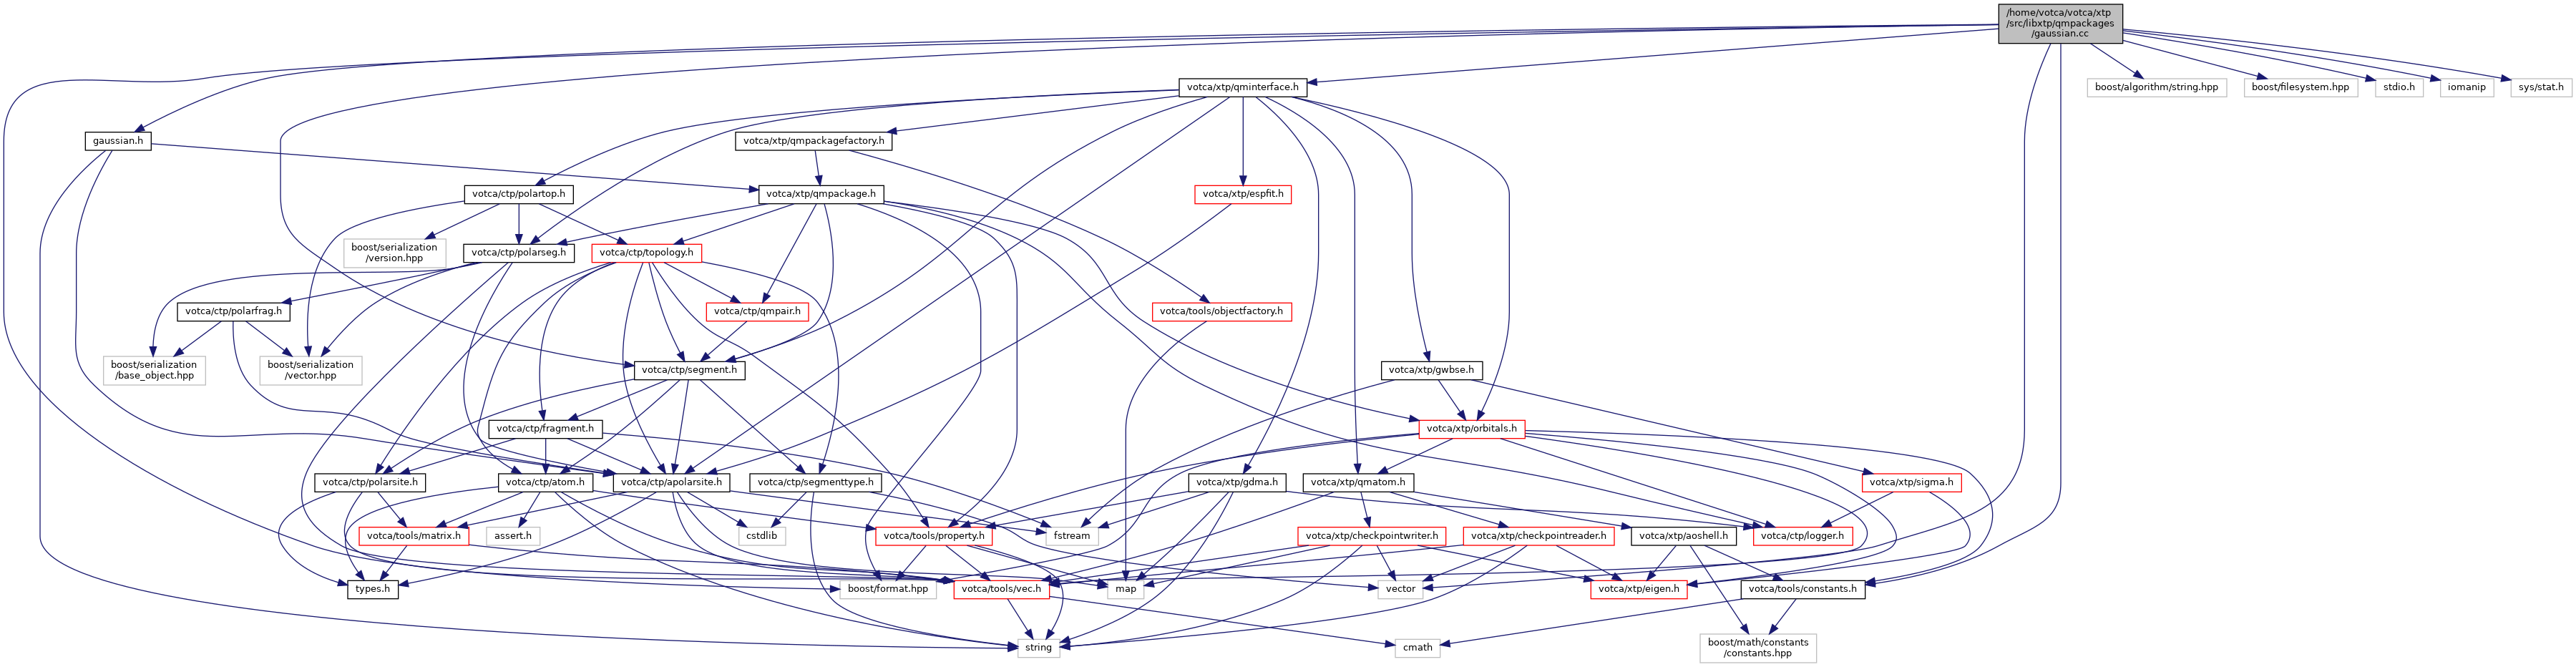 /home/votca/votca/xtp
/src/libxtp/qmpackages
/gaussian.cc
votca/xtp/qminterface.h
boost/algorithm/string.hpp
boost/filesystem.hpp
stdio.h
iomanip
sys/stat.h
gaussian.h
votca/xtp/qmpackagefactory.h
votca/ctp/polartop.h
votca/xtp/qmpackage.h
votca/xtp/espfit.h
boost/serialization
/version.hpp
votca/ctp/polarseg.h
votca/ctp/topology.h
votca/ctp/polarfrag.h
votca/ctp/qmpair.h
votca/tools/objectfactory.h
boost/serialization
/base_object.hpp
boost/serialization
/vector.hpp
votca/ctp/segment.h
votca/xtp/gwbse.h
votca/ctp/fragment.h
votca/xtp/orbitals.h
votca/ctp/polarsite.h
votca/ctp/atom.h
votca/ctp/apolarsite.h
votca/ctp/segmenttype.h
votca/xtp/gdma.h
votca/xtp/qmatom.h
votca/xtp/sigma.h
votca/tools/matrix.h
assert.h
cstdlib
votca/tools/property.h
fstream
votca/xtp/checkpointwriter.h
votca/xtp/checkpointreader.h
votca/xtp/aoshell.h
votca/ctp/logger.h
types.h
boost/format.hpp
votca/tools/vec.h
map
vector
votca/xtp/eigen.h
votca/tools/constants.h
string
cmath
boost/math/constants
/constants.hpp